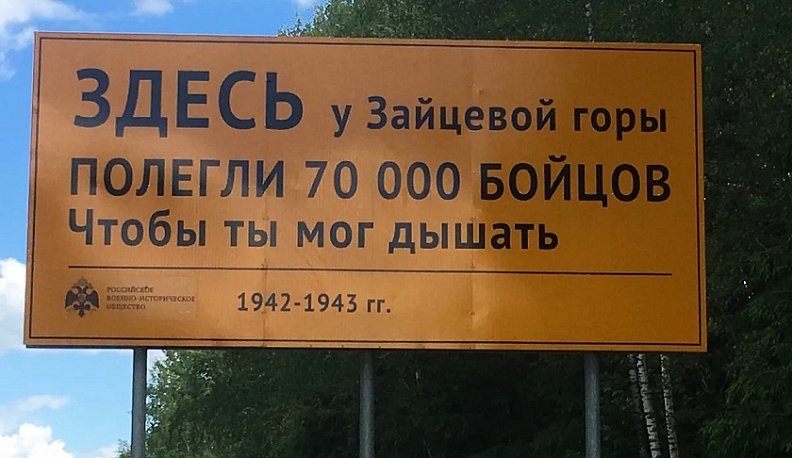 ЗДЕСЬ у Зайцевой горы
ПОЛЕГЛИ 70 000 БОЙЦОВ
Чтобы ты мог дышать
РОССИЙСКОЕ
ВОЕННО-ИСТОРИЧЕСКОЕ
ОБЩЕСТВО
1942-1943 гг.